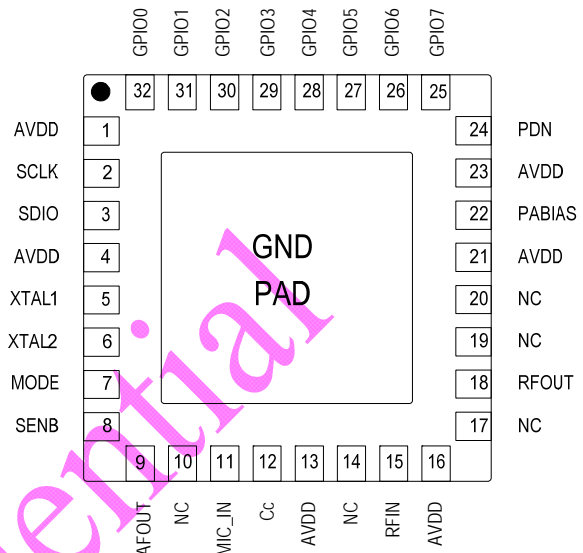 GPIO0 GPIO1 GPIO2 GPIO3 GPIO4 GPIO5 GPIO6 GPIO7
32 31 30 29 28 27 26 25
AVDD 1 24 PDN
SCLK 2 23 AVDD
SDIO 3 22 PABIAS
AVDD 4 21 AVDD
XTAL1 5 20 NC
XTAL2 6 19 NC
MODE 7 18 RFOUT
SENB 8 17 NC
GND
PAD
9 10 11 12 13 14 15 16
AFOUT NC MIC_IN Cc AVDD NC RFIN AVDD
ential